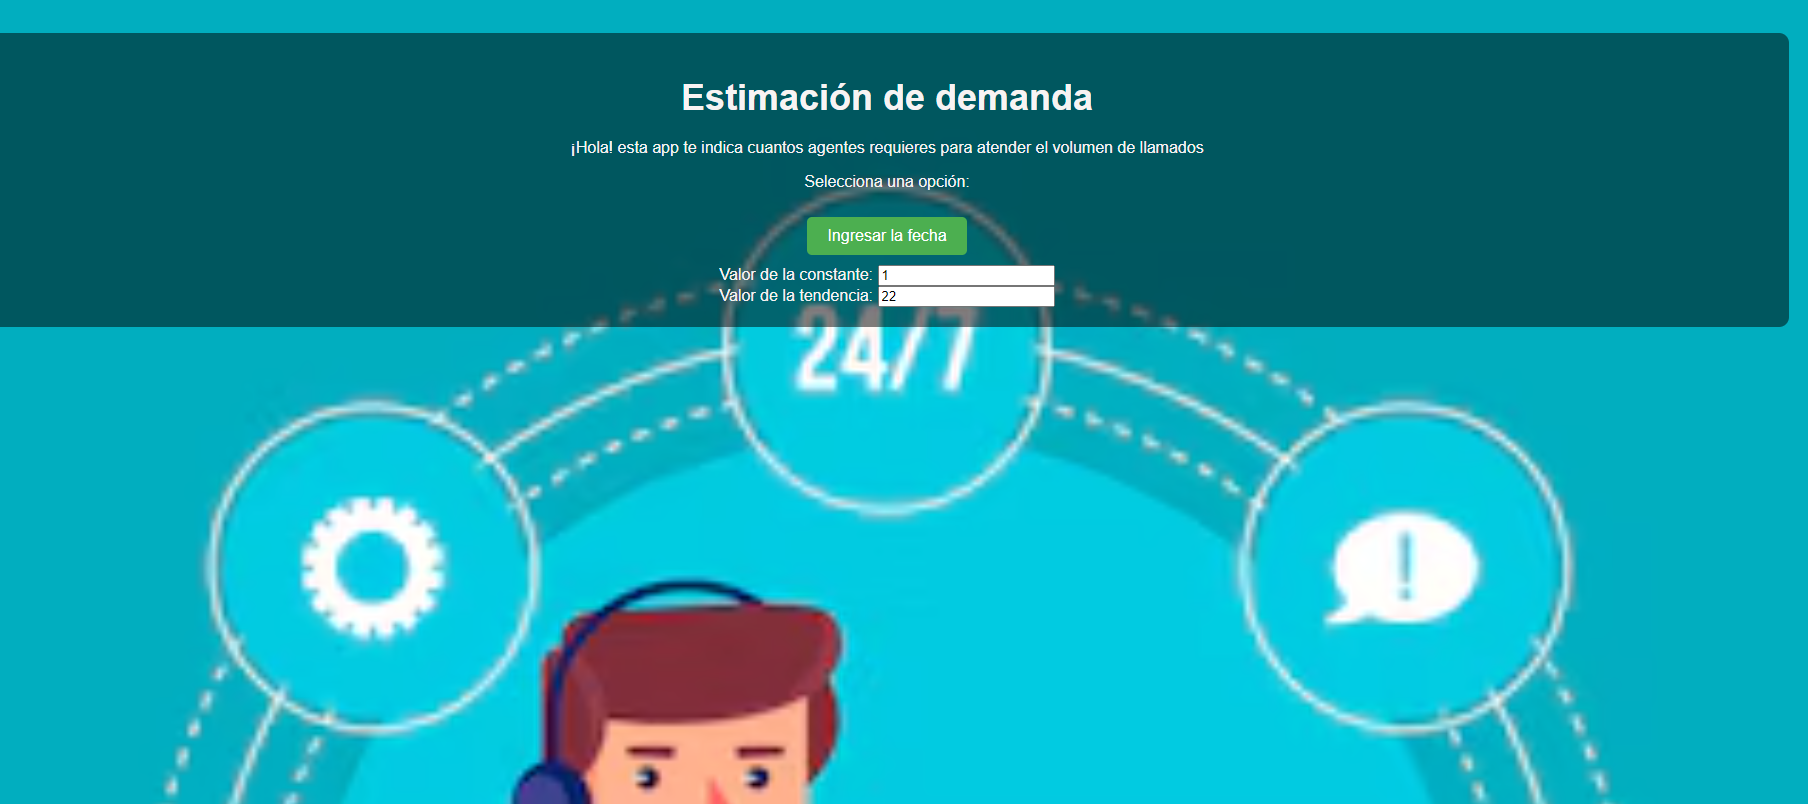 Estimación de demanda
¡Hola! esta app te indica cuantos agentes requieres para atender el volumen de llamados
Selecciona una opción:
Ingresar la fecha
Valor de la constante: 1
Valor de la tendencia: 22
24/7
!